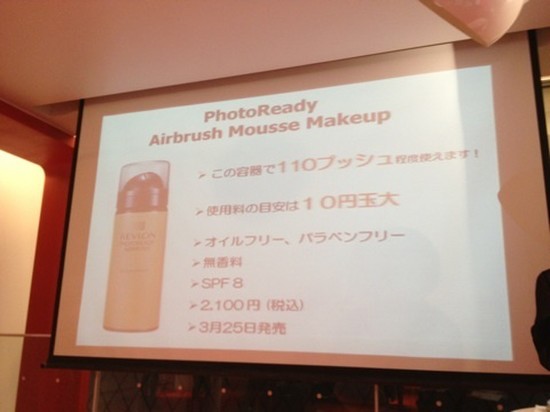 PhotoReady
Airbrush Mousse Makeup
➢この容器で110プッシュ程度使えます！
➢使用料の目安は１０円玉大
➢オイルフリー、パラベンフリー
➢無香料
➢SPF８
➢2,100円(税込)
➢3月25日発売
REVLON